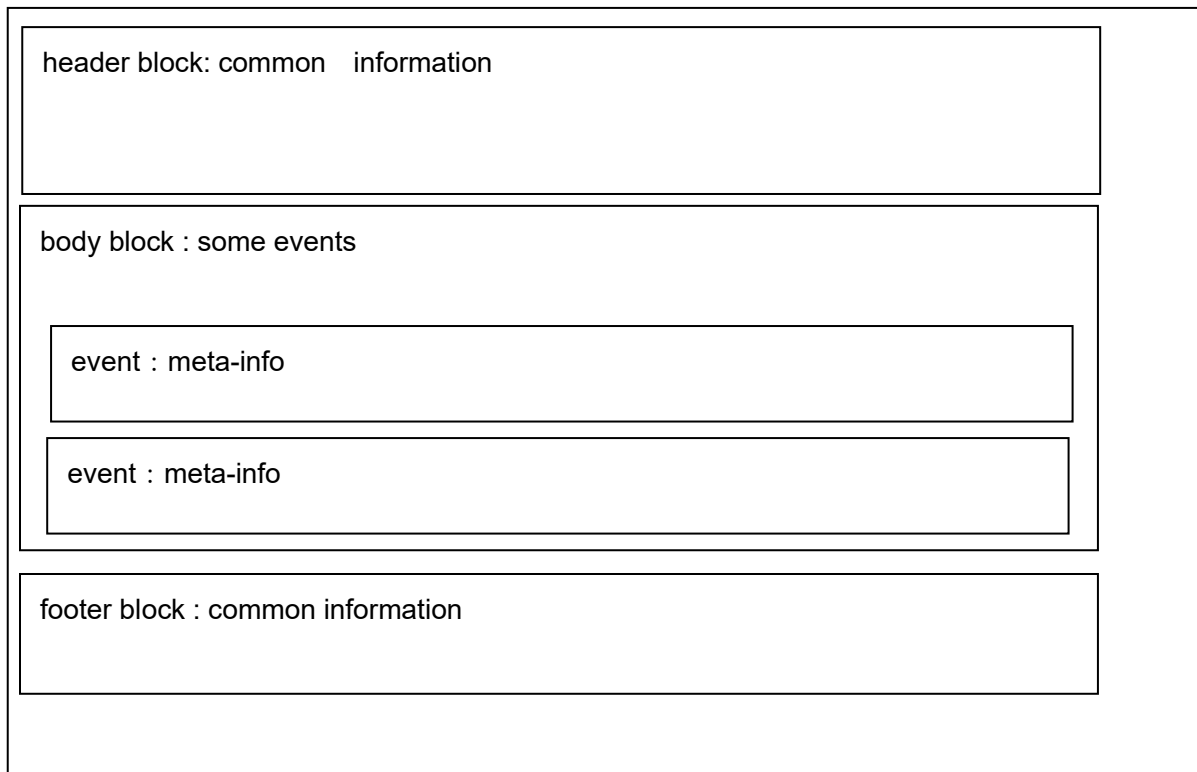 header block: common   information
body block : some events
event：meta-info
event：meta-info
footer block : common information